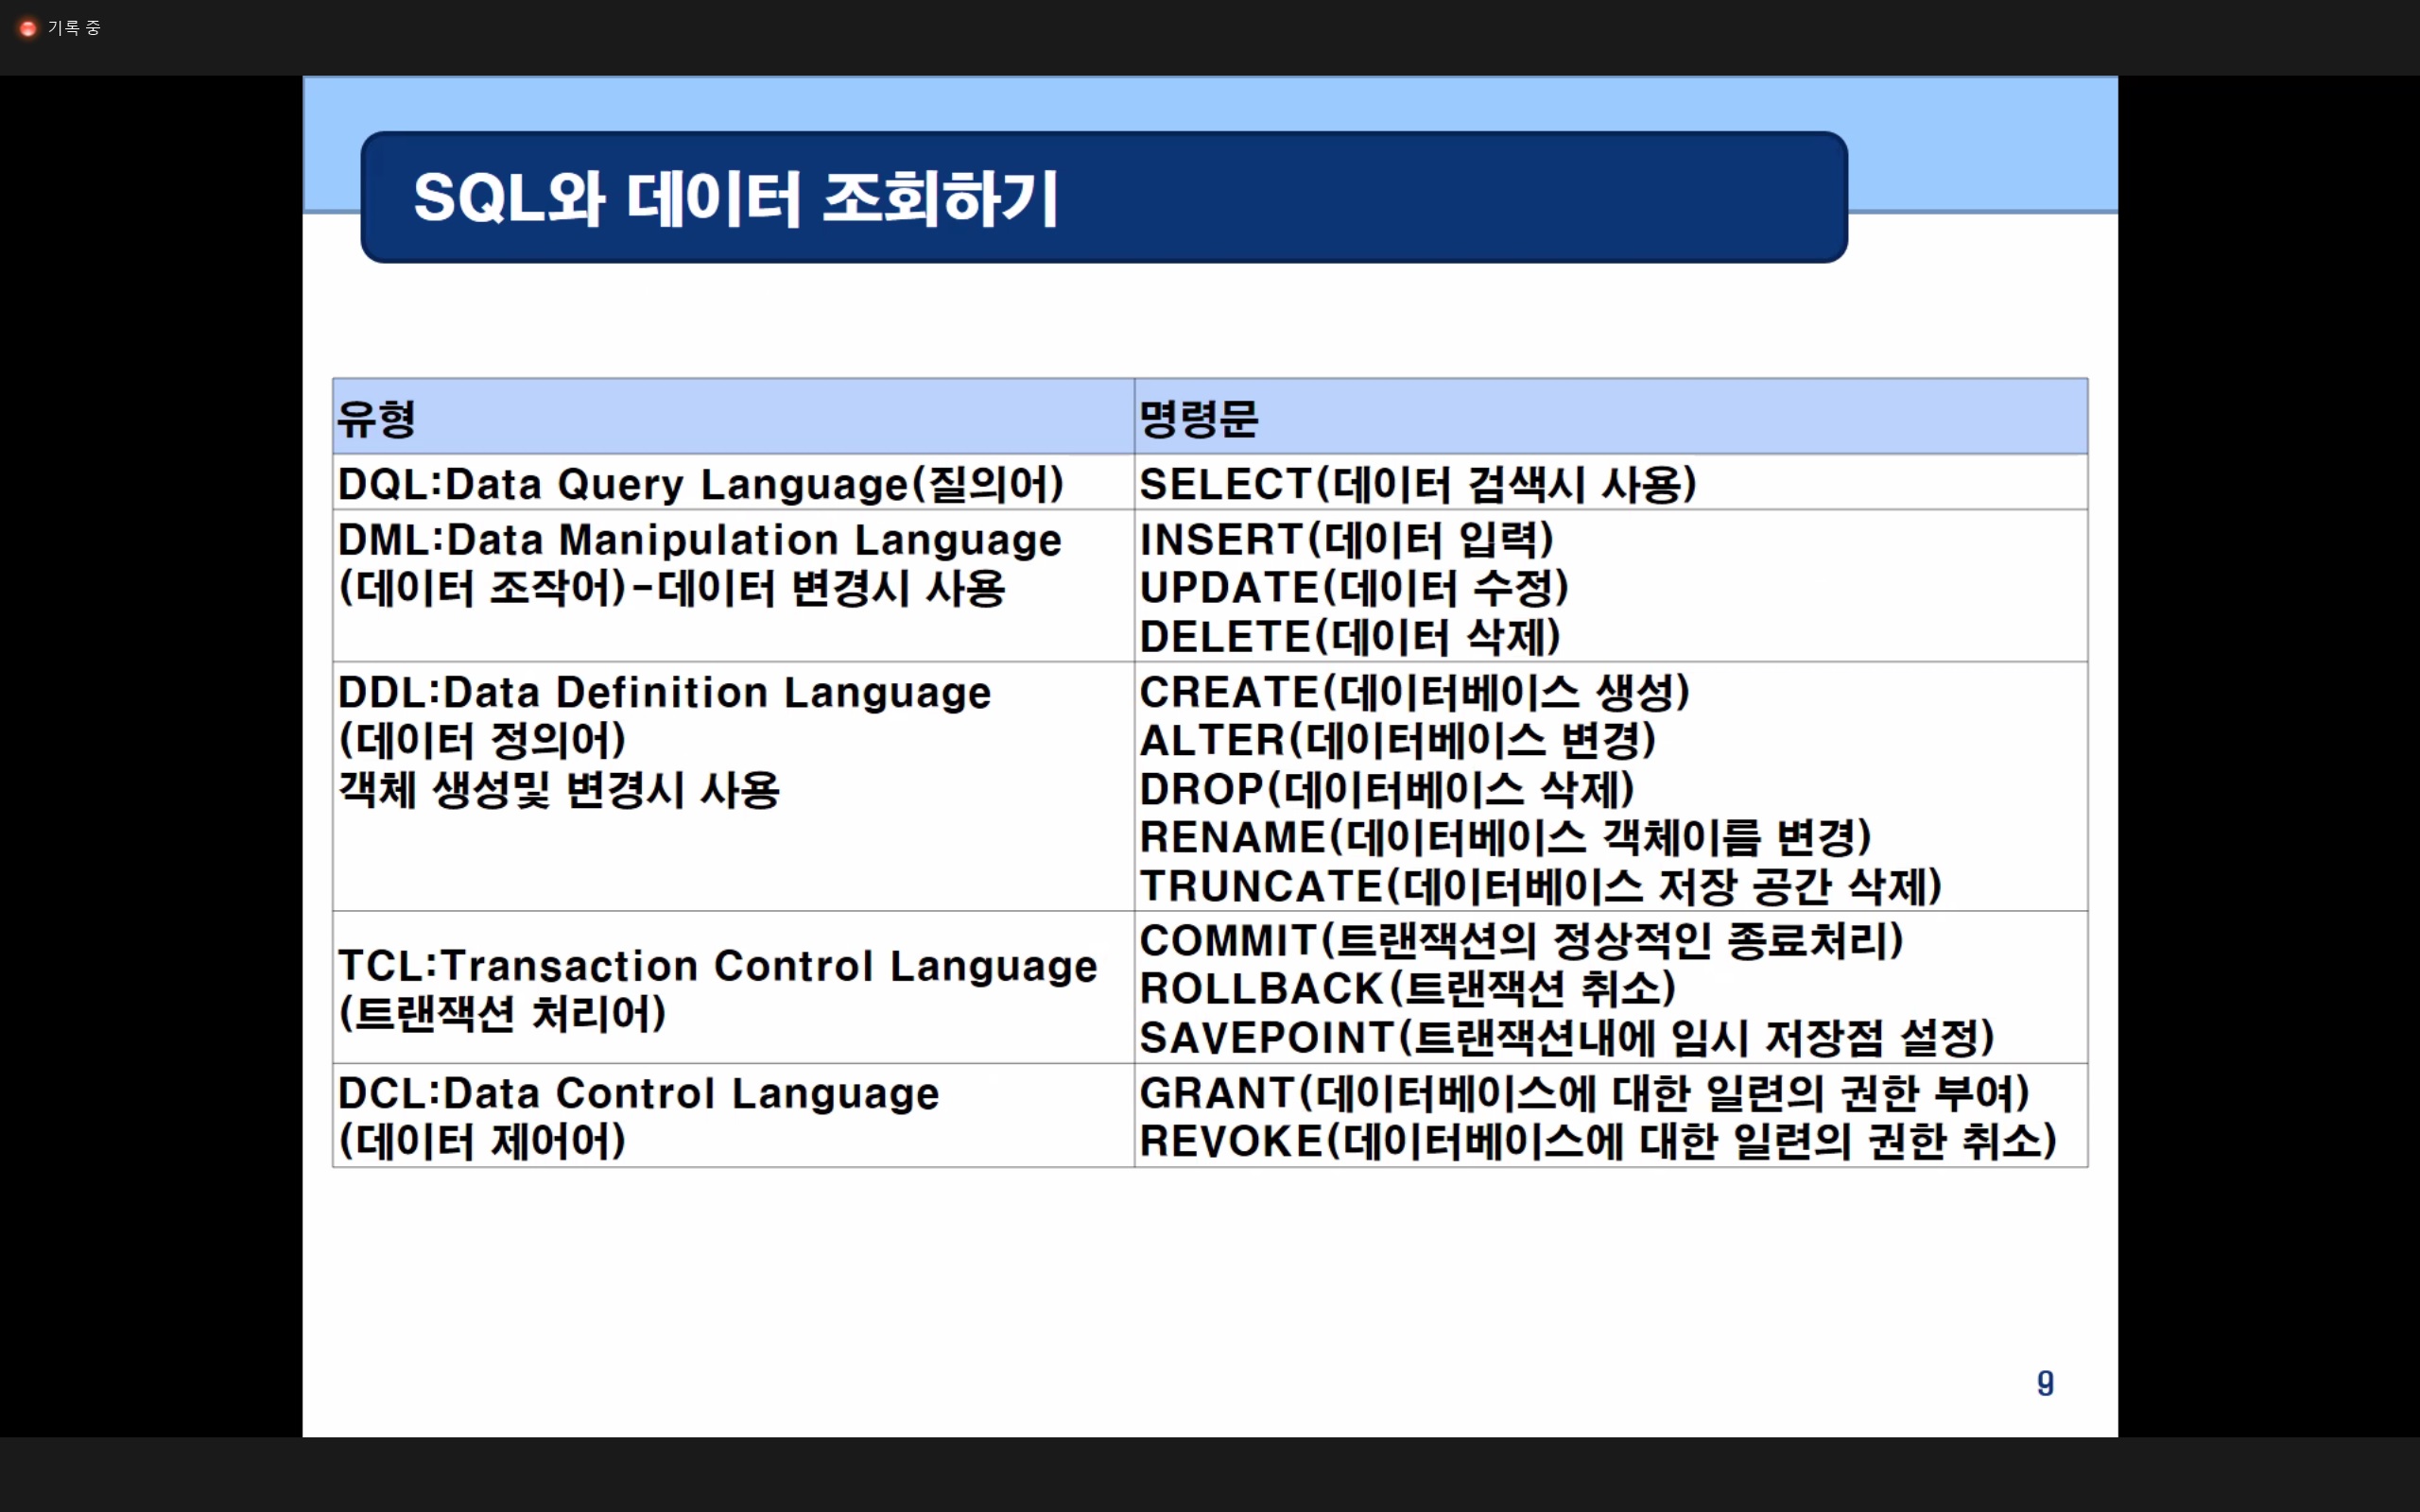 기록 중
SQL와 데이터 조회하기
유형
명령문
DQL:Data Query Language(질의어)
SELECT(데이터 검색시 사용)
DML:Data Manipulation Language
(데이터 조작어)-데이터 변경시 사용
INSERT(데이터 입력)
UPDATE(데이터 수정)
DELETE(데이터 삭제)
DDL:Data Definition Language
(데이터 정의어)
객체 생성및 변경시 사용
CREATE(데이터베이스 생성)
ALTER(데이터베이스 변경)
DROP(데이터베이스 삭제)
RENAME(데이터베이스 객체이름 변경)
TRUNCATE(데이터베이스 저장 공간 삭제)
TCL:Transaction Control Language
(트랜잭션 처리어)
COMMIT(트랜잭션의 정상적인 종료처리)
ROLLBACK(트랜잭션 취소)
SAVEPOINT(트랜잭션내에 임시 저장점 설정)
DCL:Data Control Language
(데이터 제어어)
GRANT(데이터베이스에 대한 일련의 권한 부여)
REVOKE(데이터베이스에 대한 일련의 권한 취소)
9